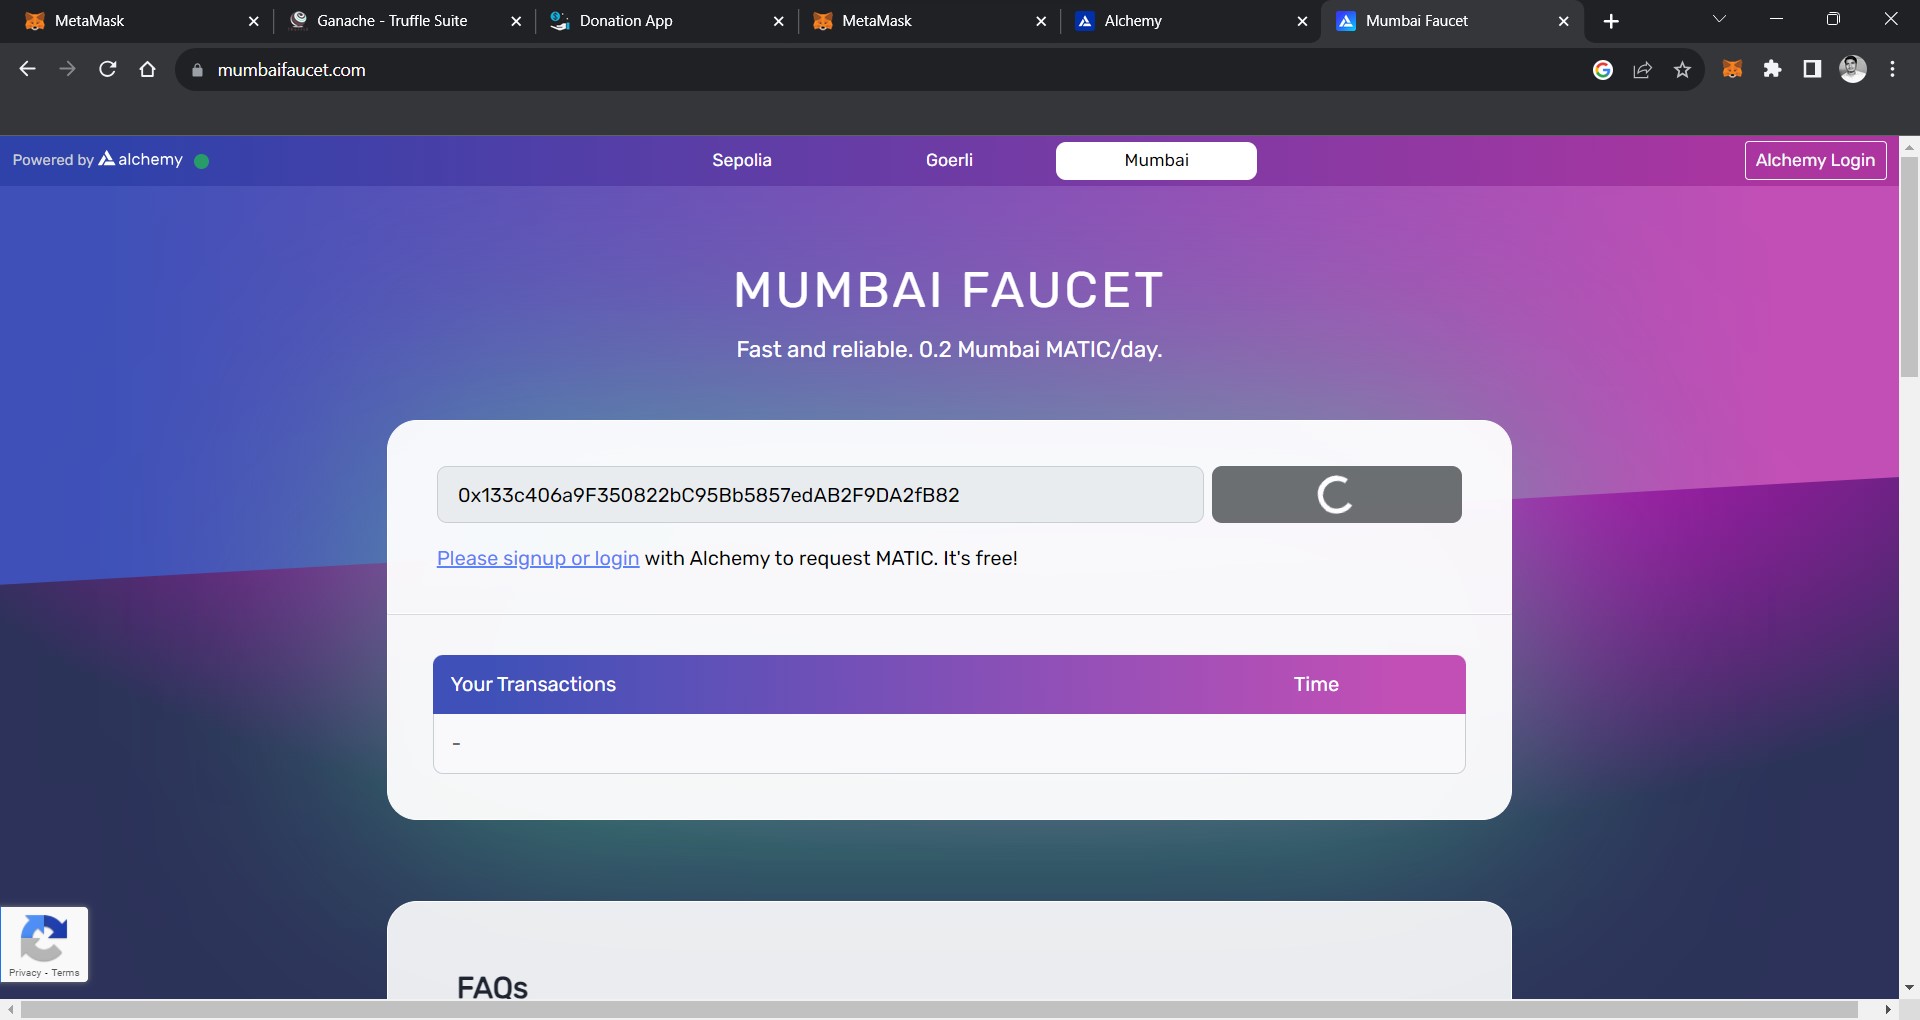 MetaMask
Ganache - Truffle Suite
Donation App
MetaMask
Alchemy
Mumbai Faucet
mumbaifaucet.com
Powered by alchemy
Sepolia
Goerli
Mumbai
Alchemy Login
MUMBAI FAUCET
Fast and reliable. 0.2 Mumbai MATIC/day.
0x133c406a9F350822bC95Bb5857edAB2F9DA2fB82
Please signup or login with Alchemy to request MATIC. It's free!
Your Transactions
Time
-
Privacy - Terms
FAQs